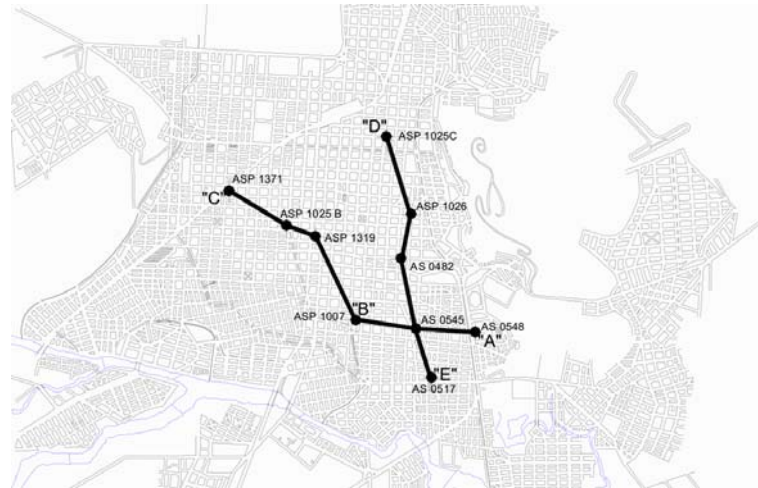 "D"
ASP 1025C
ASP 1371
"C"
ASP 1025 B
ASP 1026
ASP 1319
AS 0482
"B"
ASP 1007
AS 0545
AS 0548
"A"
"E"
AS 0517